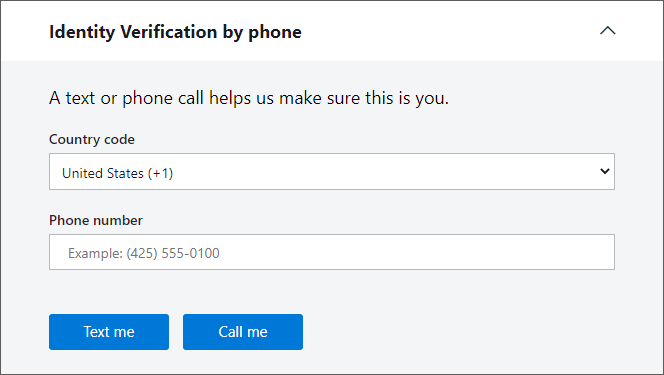 Identity Verification by phone
A text or phone call helps us make sure this is you.
Country code
United States (+1)
Phone number
Example: (425) 555-0100
Text me Call me